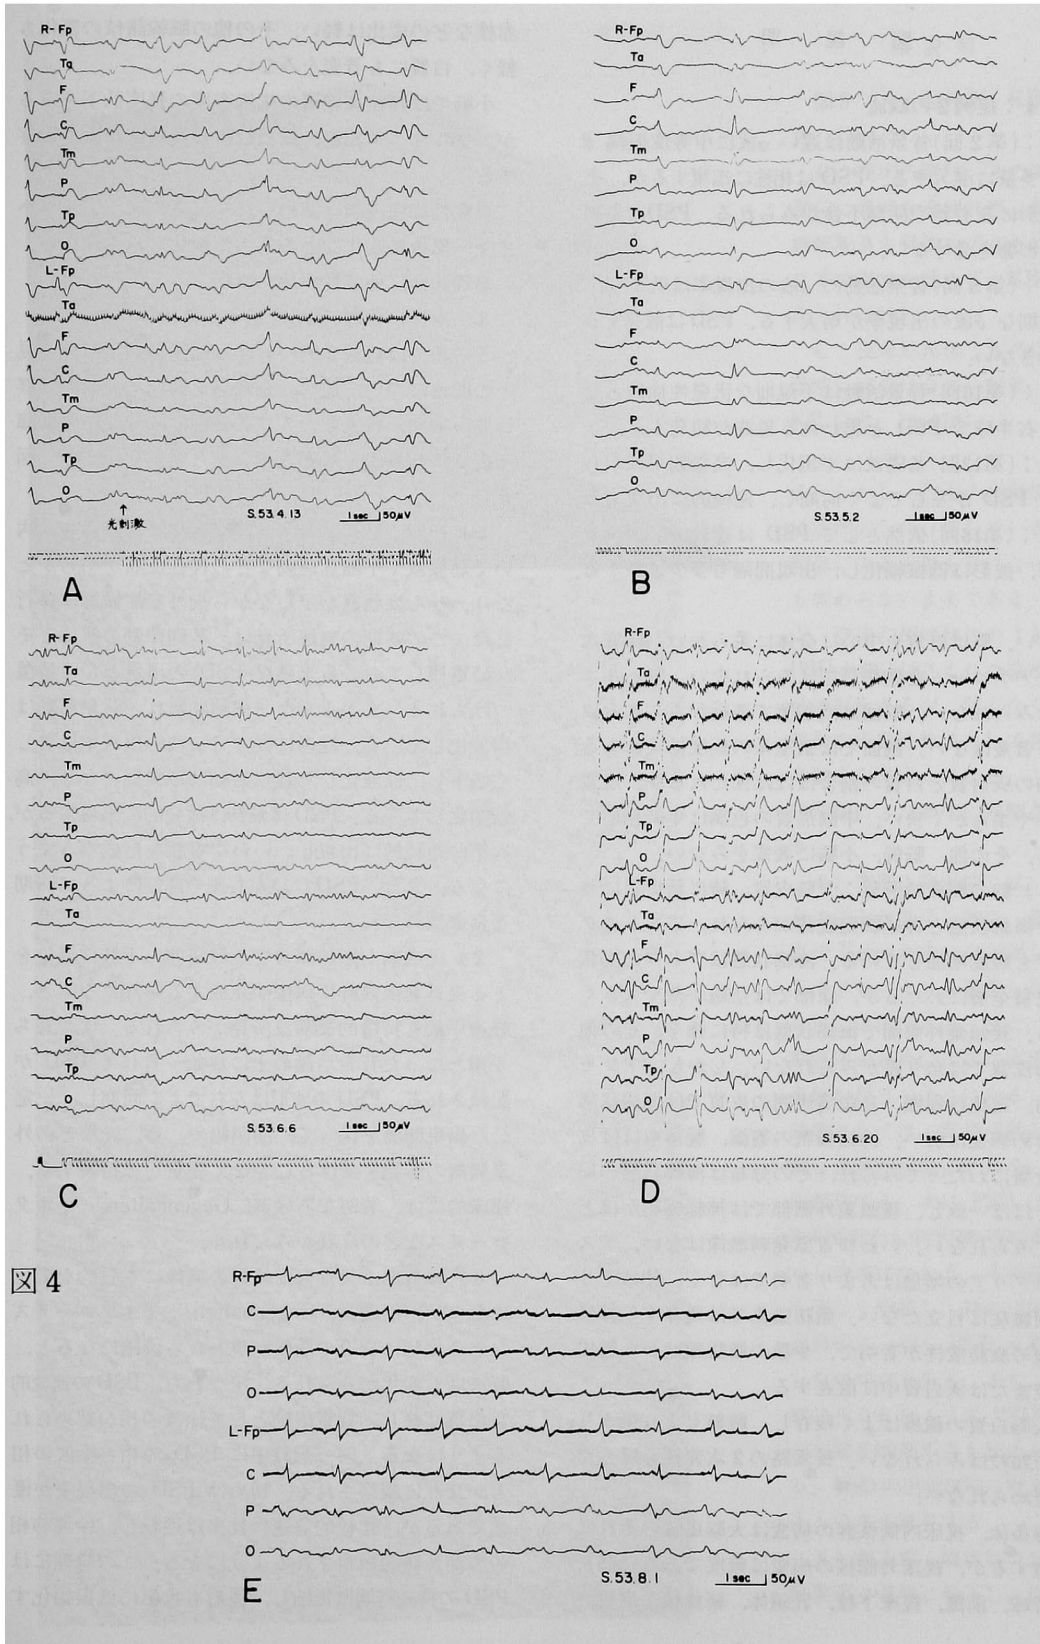 R-Fp
Ta
F
C
Tm
P
Tp
O
L-Fp
Ta
F
C
Tm
P
Tp
O
↑
光刺激
S.53.4.13 1sec 50μV
A
R-Fp
Ta
F
C
Tm
P
Tp
O
L-Fp
Ta
F
C
Tm
P
Tp
O
S.53.5.2 1sec 50μV
B
R-Fp
Ta
F
C
Tm
P
Tp
O
L-Fp
Ta
F
C
Tm
P
Tp
O
S.53.6.6 1sec 50μV
C
R-Fp
Ta
F
C
Tm
P
Tp
O
L-Fp
Ta
F
C
Tm
P
Tp
O
S.53.6.20 1sec 50μV
D
図 4
R-Fp
C
P
O
L-Fp
C
P
O
S.53.8.1 1sec 50μV
E